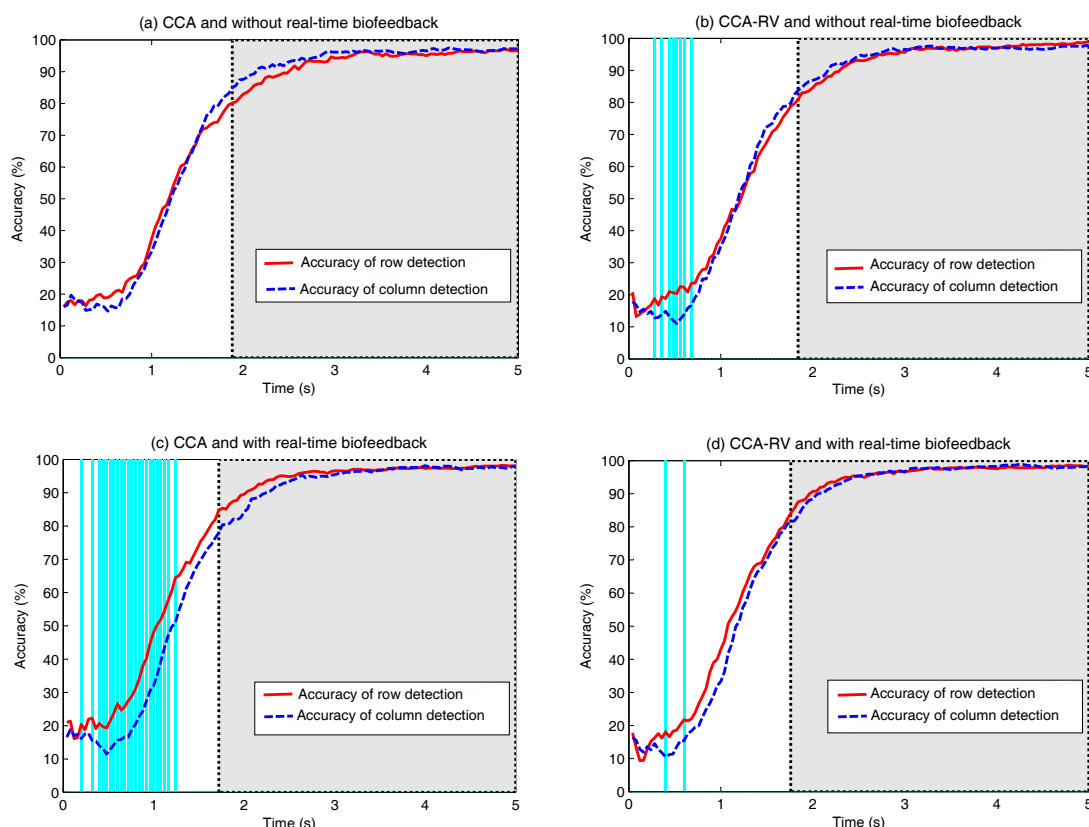 (a) CCA and without real-time biofeedback
100
90
80
70
60
50
40
30
20
10
0
Accuracy (%)
Accuracy of row detection
Accuracy of column detection
0 1 2 3 4 5
Time (s)
(b) CCA-RV and without real-time biofeedback
100
90
80
70
60
50
40
30
20
10
0
Accuracy (%)
Accuracy of row detection
Accuracy of column detection
0 1 2 3 4 5
Time (s)
(c) CCA and with real-time biofeedback
100
90
80
70
60
50
40
30
20
10
0
Accuracy (%)
Accuracy of row detection
Accuracy of column detection
0 1 2 3 4 5
Time (s)
(d) CCA-RV and with real-time biofeedback
100
90
80
70
60
50
40
30
20
10
0
Accuracy (%)
Accuracy of row detection
Accuracy of column detection
0 1 2 3 4 5
Time (s)